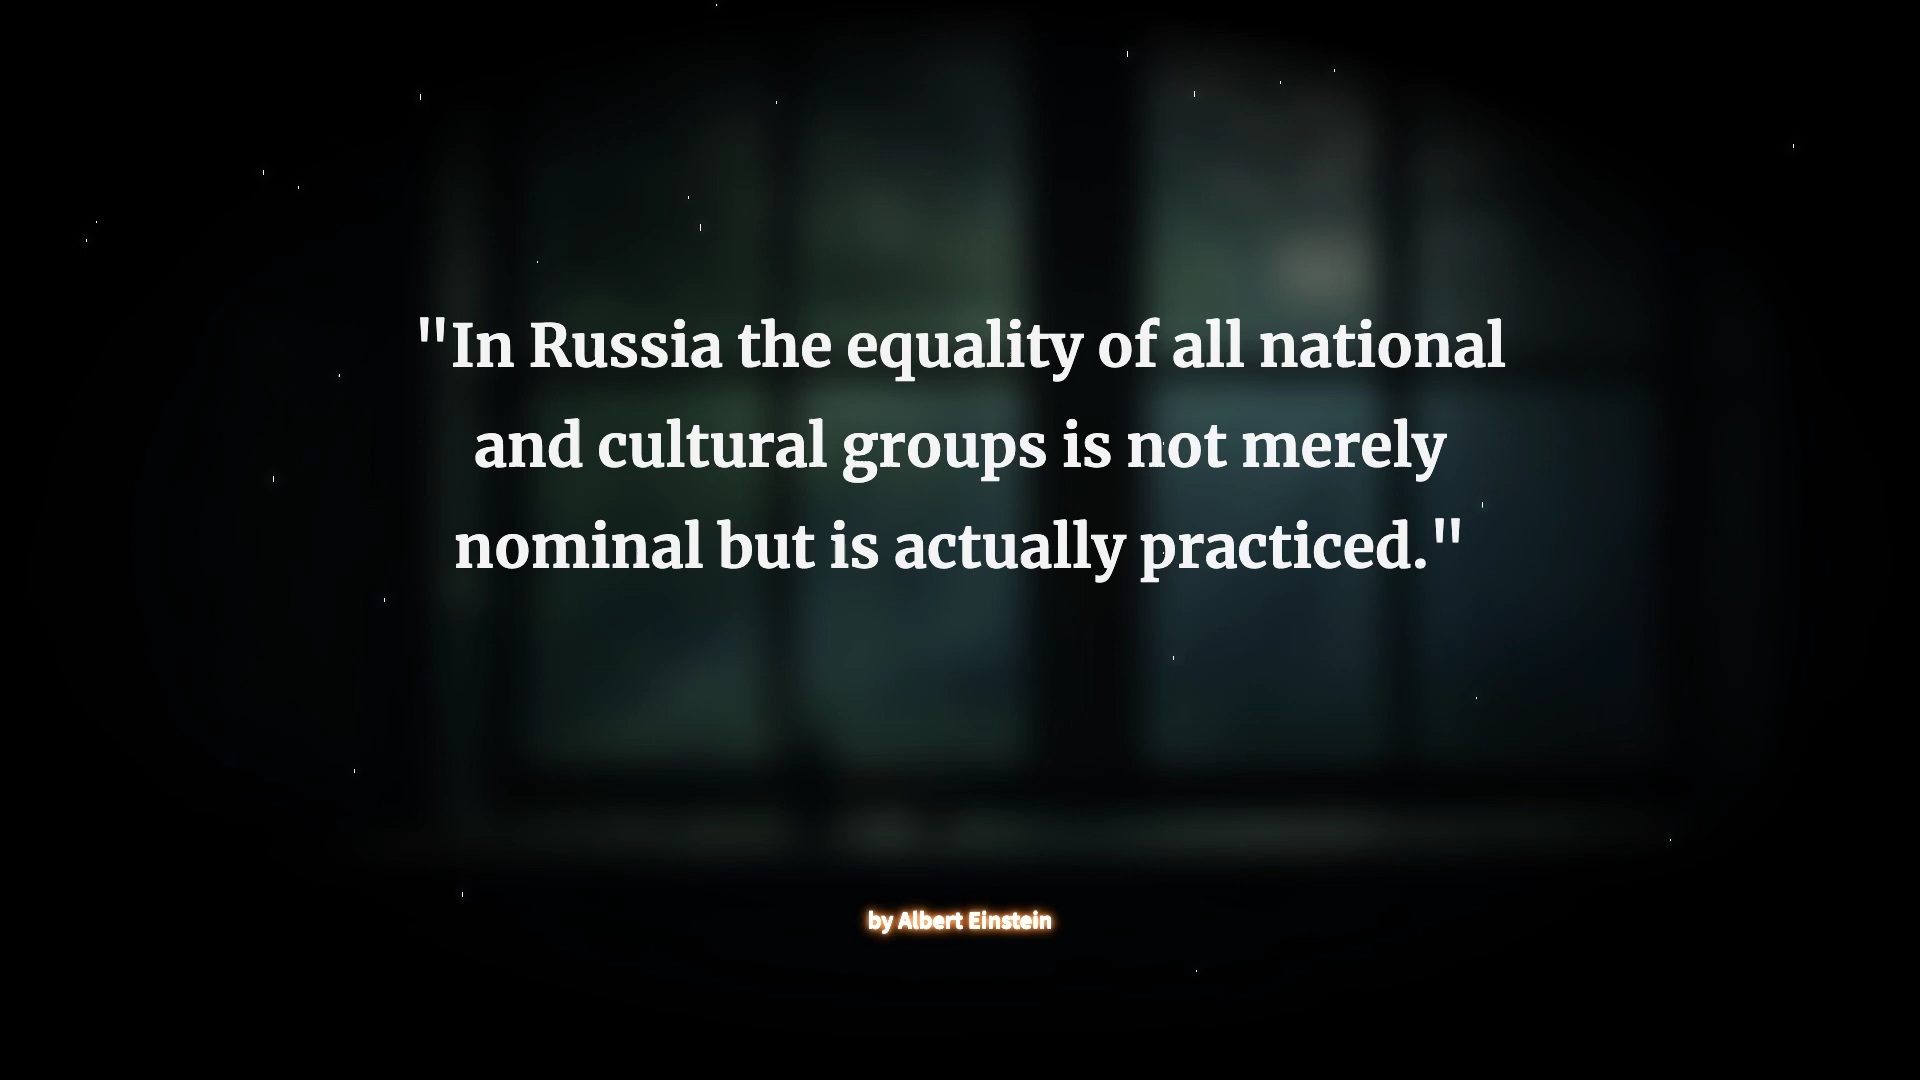 "In Russia the equality of all national
and cultural groups is not merely
nominal but is actually practiced."
by Albert Einstein